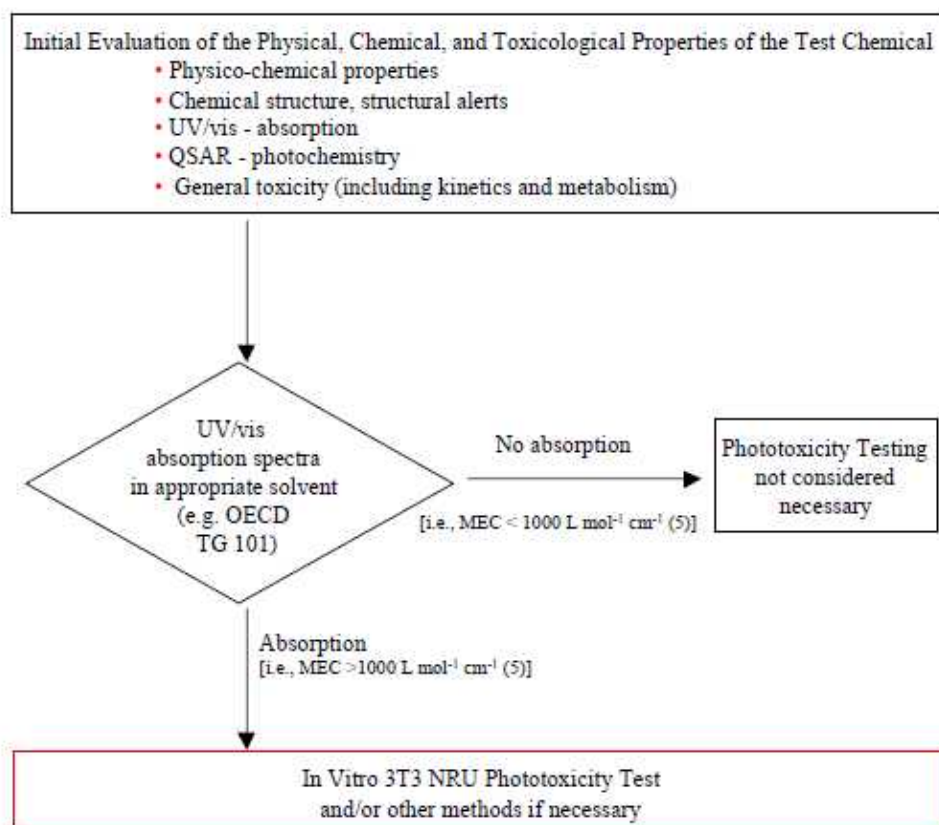 Initial Evaluation of the Physical, Chemical, and Toxicological Properties of the Test Chemical
• Physico-chemical properties
• Chemical structure, structural alerts
• UV/vis - absorption
• QSAR - photochemistry
• General toxicity (including kinetics and metabolism)
UV/vis
absorption spectra
in appropriate solvent
(e.g. OECD
TG 101)
No absorption
[i.e., MEC < 1000 L mol⁻¹ cm⁻¹ (5)]
Phototoxicity Testing
not considered
necessary
Absorption
[i.e., MEC >1000 L mol⁻¹ cm⁻¹ (5)]
In Vitro 3T3 NRU Phototoxicity Test
and/or other methods if necessary